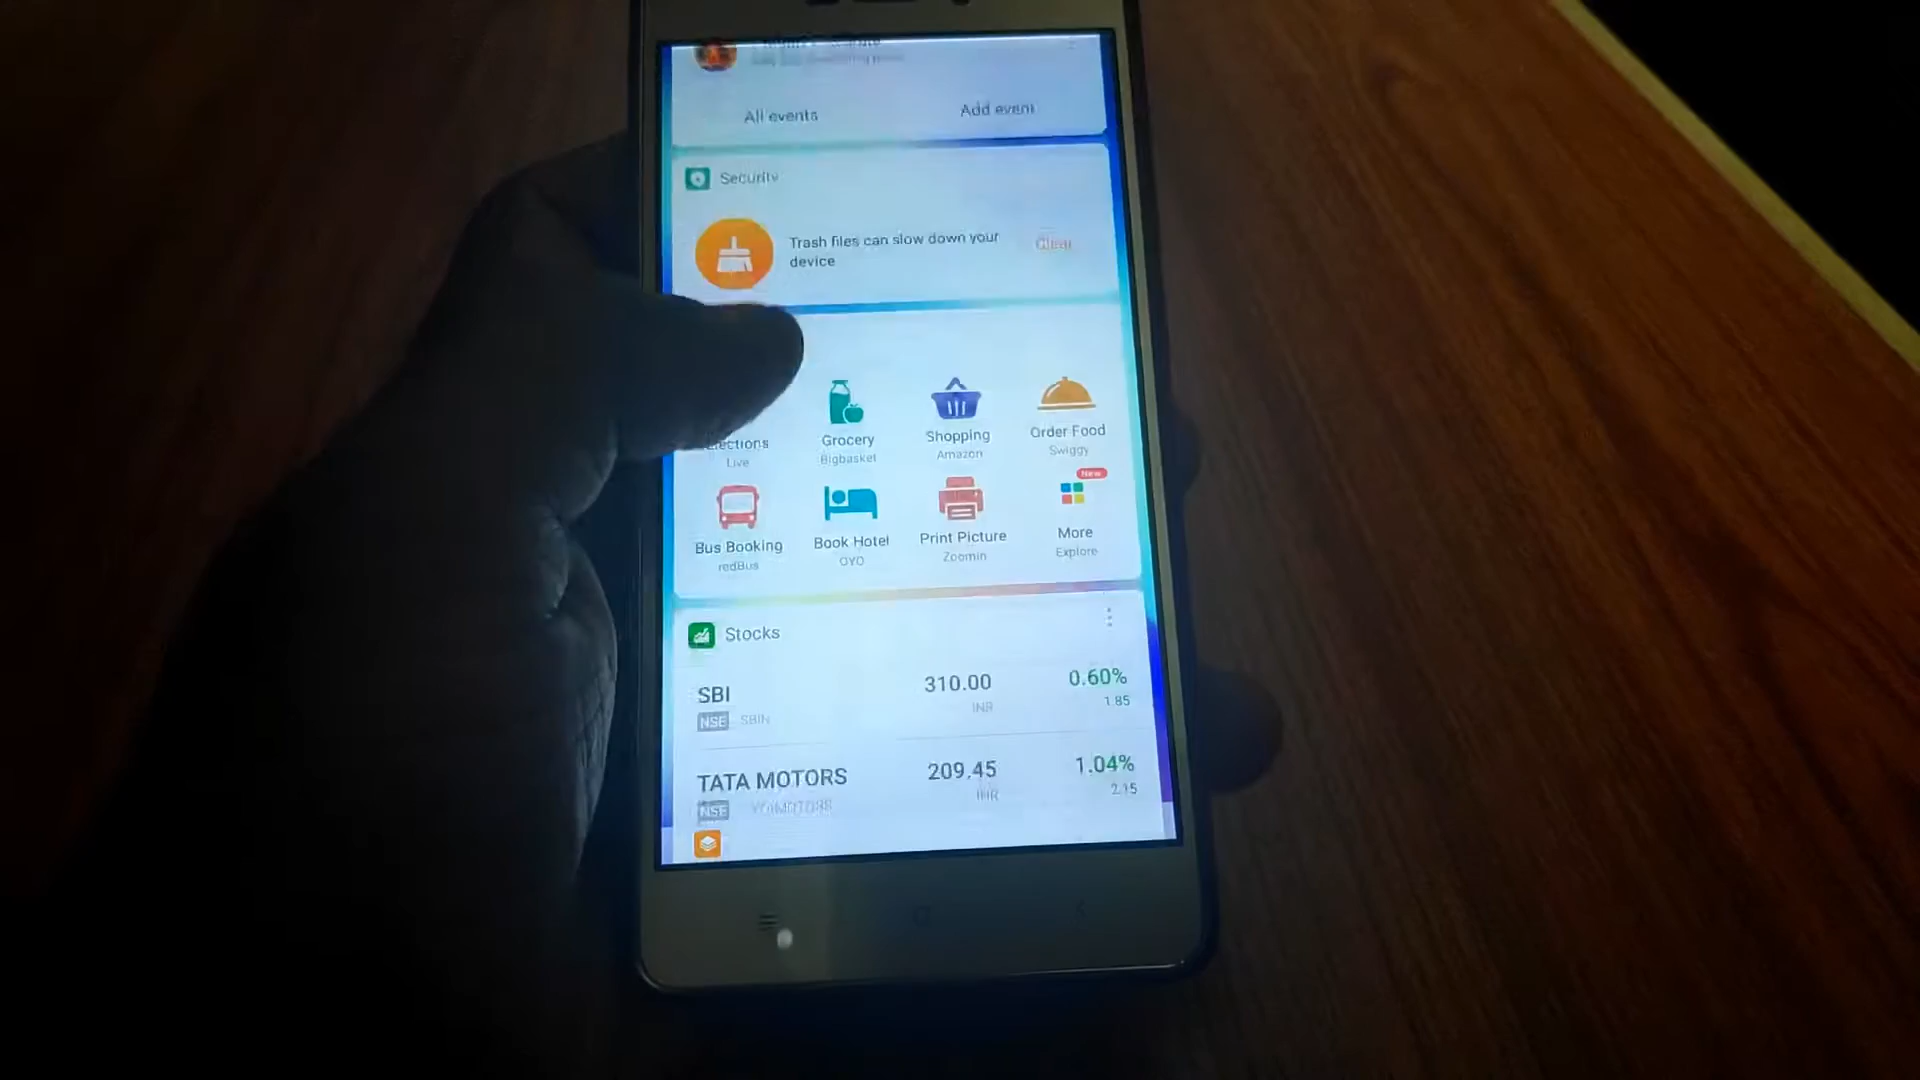 All events
Add event
Security
Trash files can slow down your
device
Clear
Grocery
Shopping
Order Food
Live
Bigbasket
Amazon
Swiggy
New
Bus Booking
Book Hotel
Print Picture
More
redBus
OYO
Zoomin
Explore
Stocks
SBI
310.00
0.60%
NSE SBIN
INR
1.85
TATA MOTORS
209.45
1.04%
NSE
INR
2.15